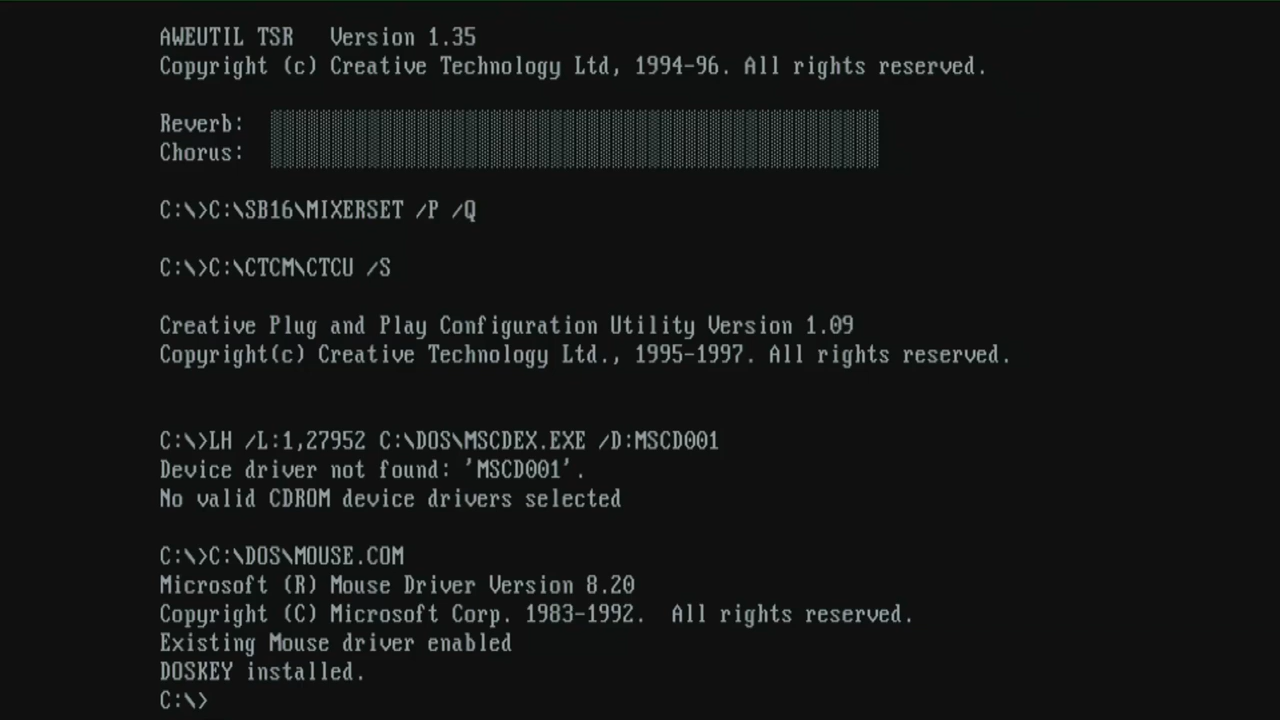 AWEUTIL TSR   Version 1.35
Copyright (c) Creative Technology Ltd, 1994-96. All rights reserved.
Reverb:
Chorus:
C:\>C:\SB16\MIXERSET /P /Q
C:\>C:\CTCM\CTCU /S
Creative Plug and Play Configuration Utility Version 1.09
Copyright(c) Creative Technology Ltd., 1995-1997. All rights reserved.
C:\>LH /L:1,27952 C:\DOS\MSCDEX.EXE /D:MSCD001
Device driver not found: 'MSCD001'.
No valid CDROM device drivers selected
C:\>C:\DOS\MOUSE.COM
Microsoft (R) Mouse Driver Version 8.20
Copyright (C) Microsoft Corp. 1983-1992.  All rights reserved.
Existing Mouse driver enabled
DOSKEY installed.
C:\>